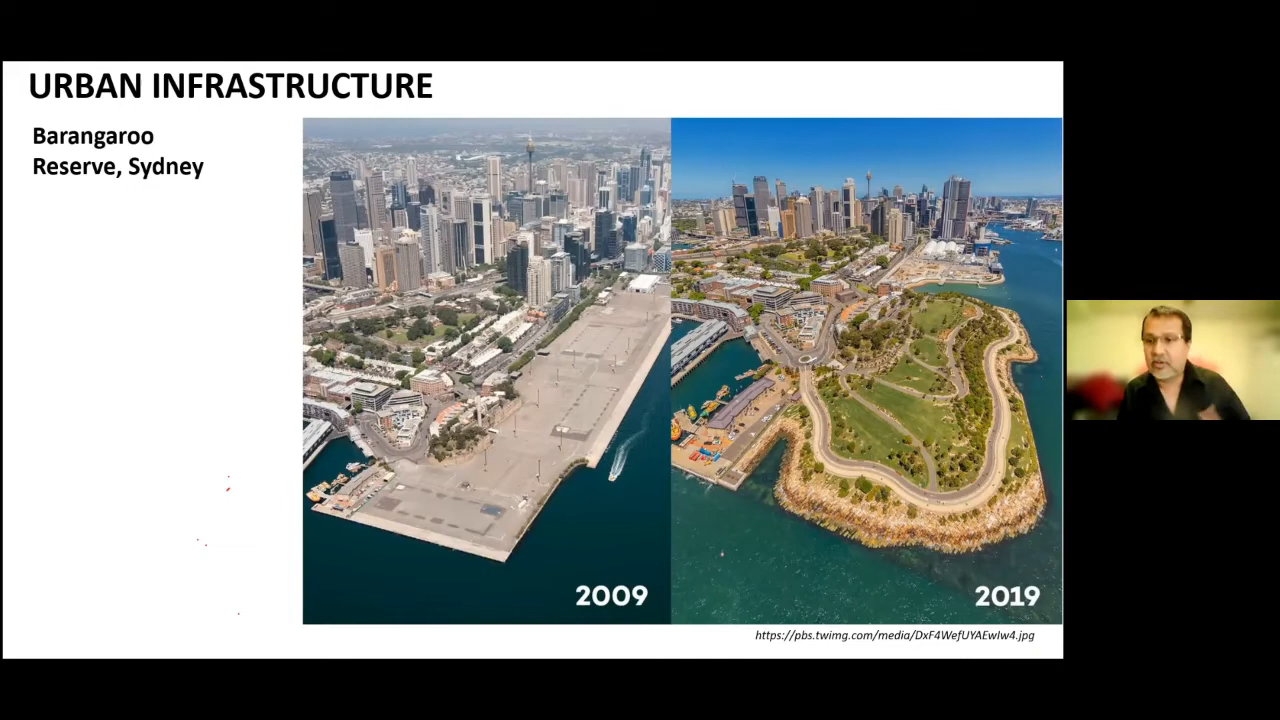 URBAN INFRASTRUCTURE
Barangaroo
Reserve, Sydney
2009
2019
https://pbs.twimg.com/media/DxF4WefUYAEwIw4.jpg